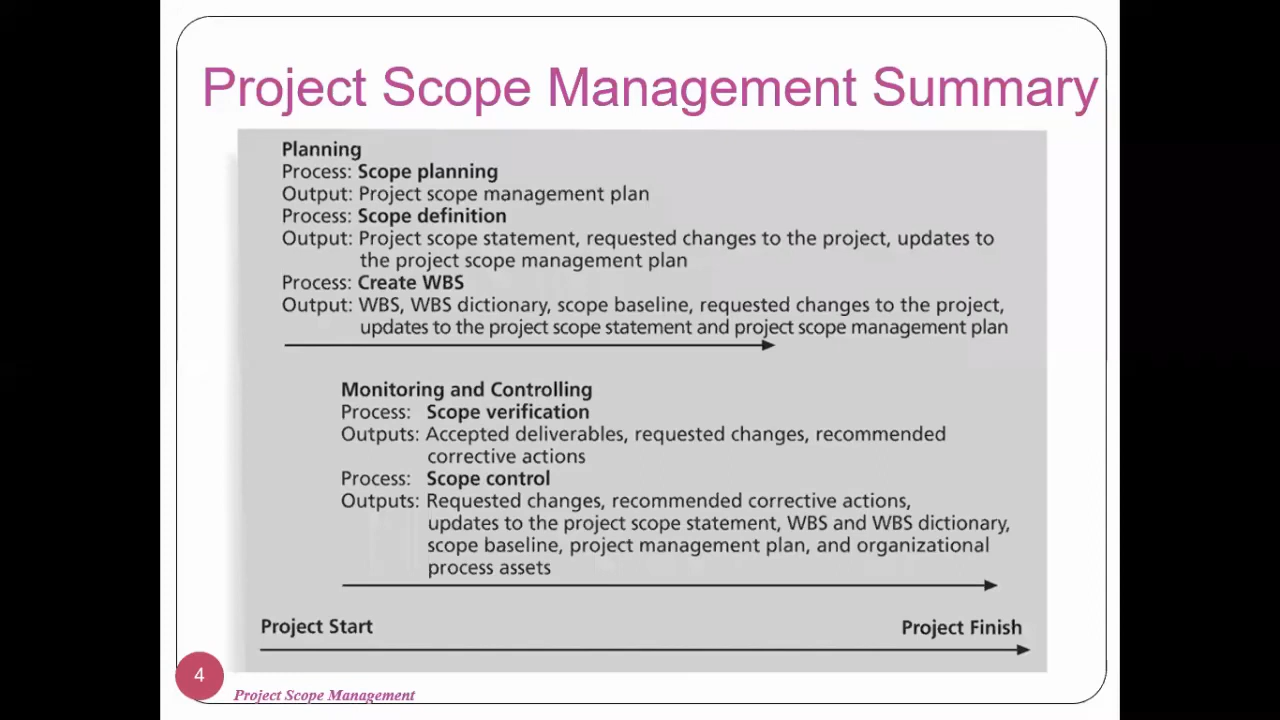 Project Scope Management Summary
Planning
Process: Scope planning
Output: Project scope management plan
Process: Scope definition
Output: Project scope statement, requested changes to the project, updates to
the project scope management plan
Process: Create WBS
Output: WBS, WBS dictionary, scope baseline, requested changes to the project,
updates to the project scope statement and project scope management plan
Monitoring and Controlling
Process: Scope verification
Outputs: Accepted deliverables, requested changes, recommended
corrective actions
Process: Scope control
Outputs: Requested changes, recommended corrective actions,
updates to the project scope statement, WBS and WBS dictionary,
scope baseline, project management plan, and organizational
process assets
Project Start Project Finish
4
Project Scope Management